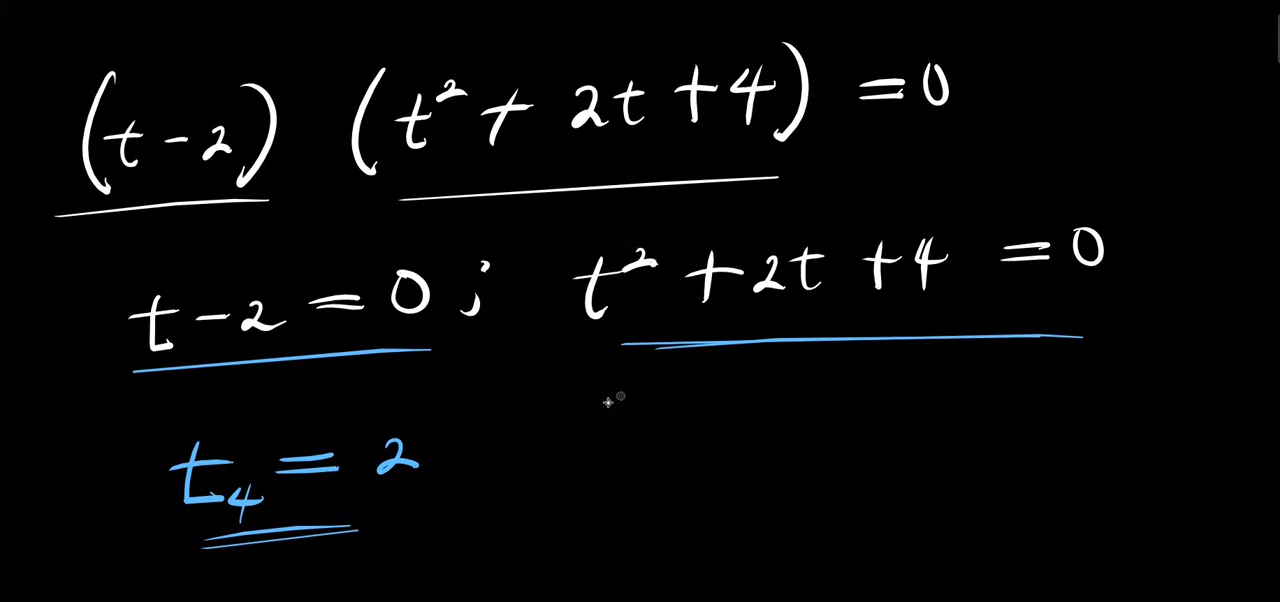 (t-2) (t² + 2t + 4) = 0
t-2 = 0 ; t² + 2t + 4 = 0
t₄ = 2